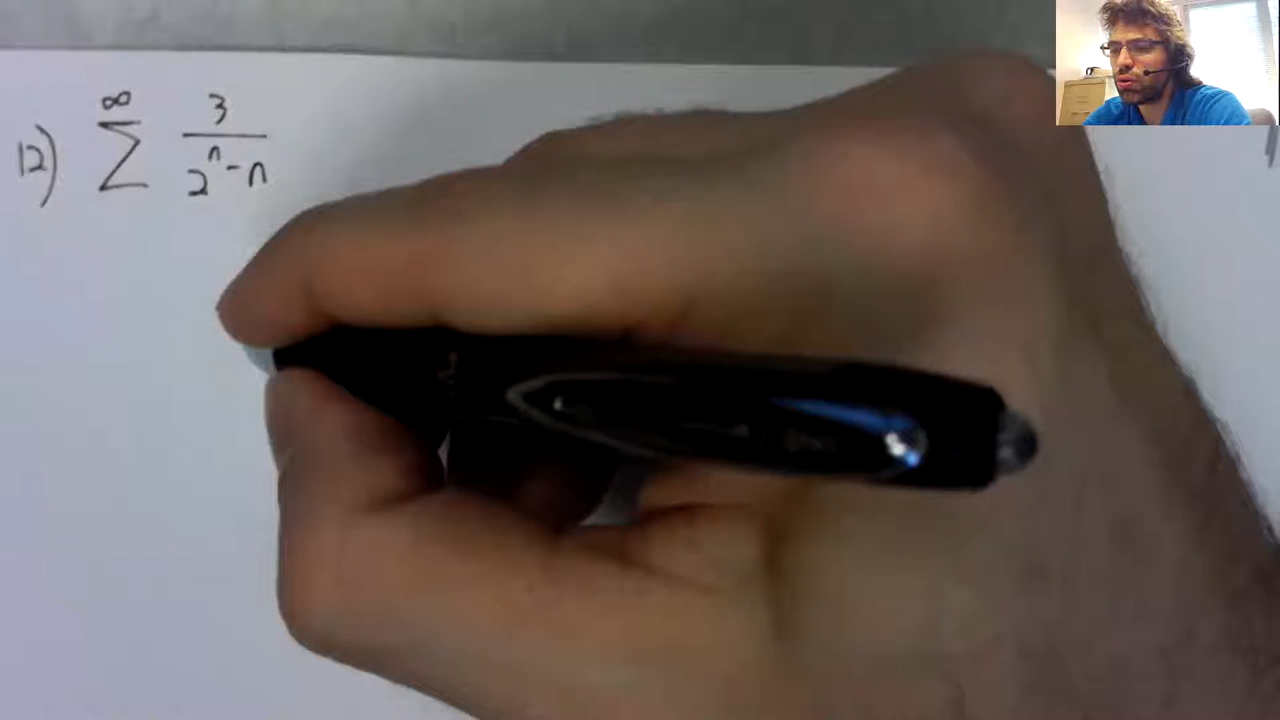 12) ∞ ∑ 3 / 2^n - n